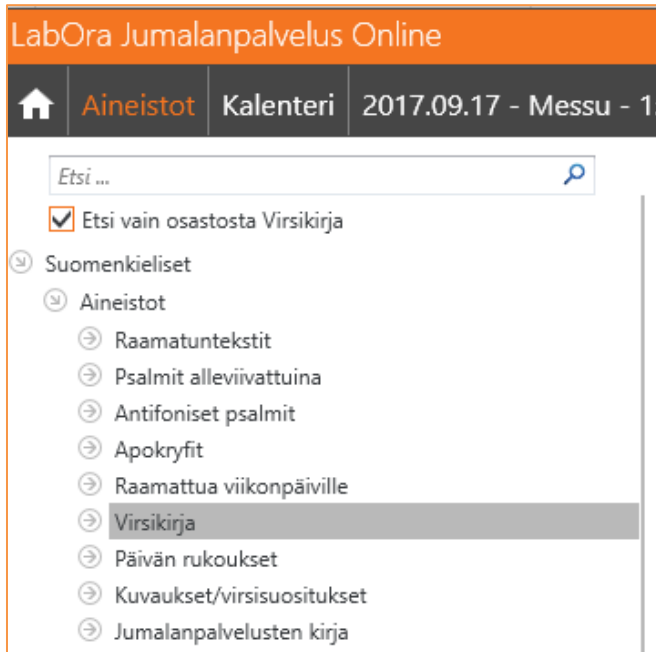 LabOra Jumalanpalvelus Online
Aineistot Kalenteri 2017.09.17 - Messu -
Etsi ...
Etsi vain osastosta Virsikirja
Suomenkieliset
Aineistot
Raamatuntekstit
Psalmit alleviivattuina
Antifoniset psalmit
Apokryfit
Raamattua viikonpäiville
Virsikirja
Päivän rukoukset
Kuvaukset/virsisuositukset
Jumalanpalvelusten kirja